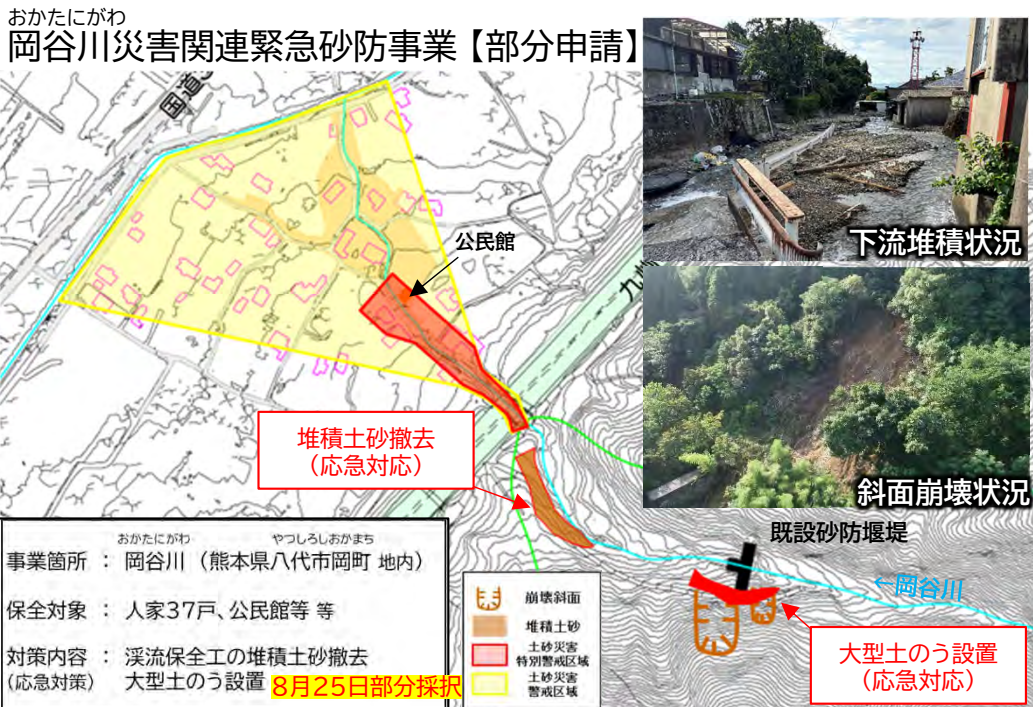 おかたにがわ
岡谷川災害関連緊急砂防事業【部分申請】
国道
公民館
下流堆積状況
堆積土砂撤去
(応急対応)
斜面崩壊状況
既設砂防堰堤
←岡谷川
大型土のう設置
(応急対応)
おかたにがわ やつしろしおかまち
事業箇所 : 岡谷川 (熊本県八代市岡町 地内)
保全対象 : 人家37戸、公民館等 等
対策内容 : 渓流保全工の堆積土砂撤去
(応急対策) 大型土のう設置 8月25日部分採択
崩壊斜面
堆積土砂
土砂災害
特別警戒区域
土砂災害
警戒区域